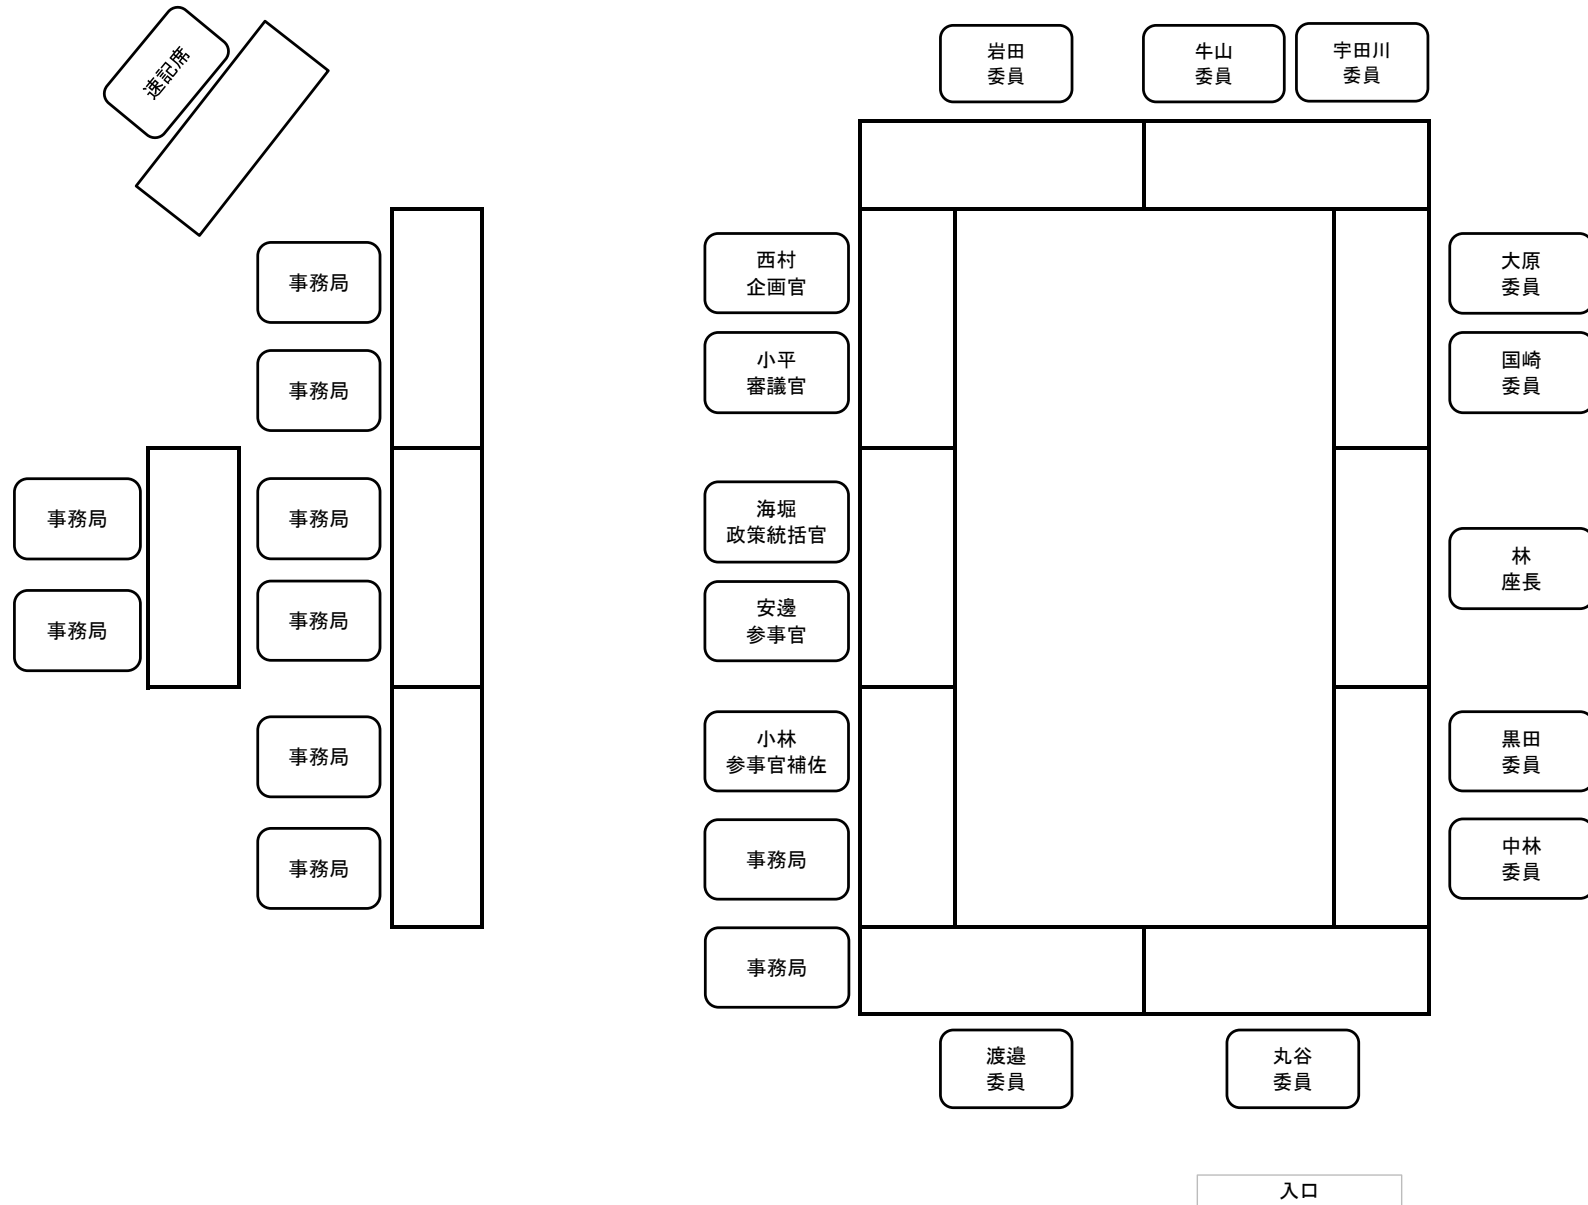 速記席
岩田
委員
牛山
委員
宇田川
委員
事務局
事務局
事務局
事務局
事務局
事務局
事務局
事務局
西村
企画官
小平
審議官
海堀
政策統括官
安邊
参事官
小林
参事官補佐
事務局
事務局
大原
委員
国崎
委員
林
座長
黒田
委員
中林
委員
渡邉
委員
丸谷
委員
入口